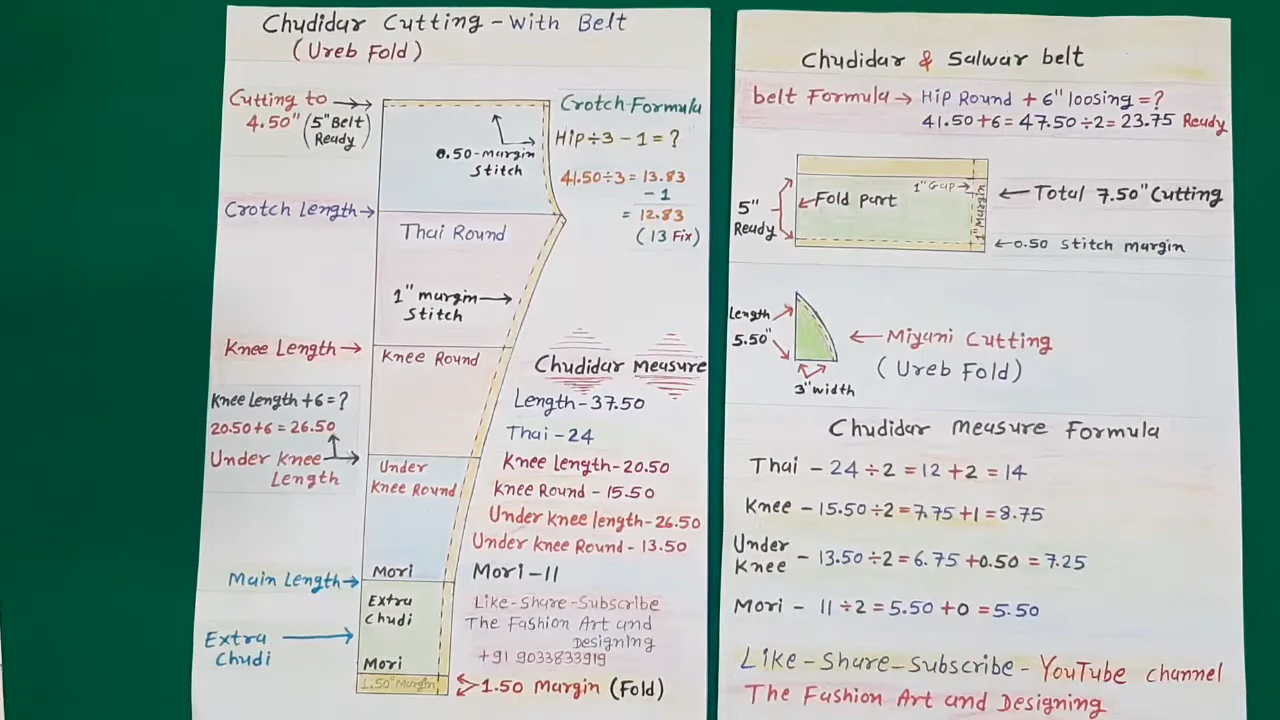 Chudidar Cutting - With Belt
(Ureb Fold)
Cutting to
4.50" (5" Belt Ready)
0.50-margin
Stitch
Crotch Formula
Hip ÷ 3 - 1 = ?
41.50 ÷ 3 = 13.83
- 1
= 12.83
(13 Fix)
Crotch Length
Thai Round
1" margin
Stitch
Knee Length
Knee Round
Knee Length + 6 = ?
20.50 + 6 = 26.50
Under Knee
Length
Under
Knee Round
Chudidar Measure
Length - 37.50
Thai - 24
Knee Length - 20.50
Knee Round - 15.50
Under knee length - 26.50
Under Knee Round - 13.50
Mori - 11
Main Length
Mori
Extra
Chudi
Extra
Chudi
Mori
1.50" Margin
1.50 Margin (Fold)
Like - Share - Subscribe
The Fashion Art and
Designing
+91 9033833919
Chudidar & Salwar belt
belt Formula → Hip Round + 6" loosing = ?
41.50 + 6 = 47.50 ÷ 2 = 23.75 Ready
5"
Ready
Fold part
1" Gap
1" Margin
Total 7.50" Cutting
0.50 Stitch margin
Length
5.50"
3" width
Miyani Cutting
(Ureb Fold)
Chudidar Measure Formula
Thai - 24 ÷ 2 = 12 + 2 = 14
Knee - 15.50 ÷ 2 = 7.75 + 1 = 8.75
Under
Knee - 13.50 ÷ 2 = 6.75 + 0.50 = 7.25
Mori - 11 ÷ 2 = 5.50 + 0 = 5.50
Like - Share - Subscribe - YouTube channel
The Fashion Art and Designing